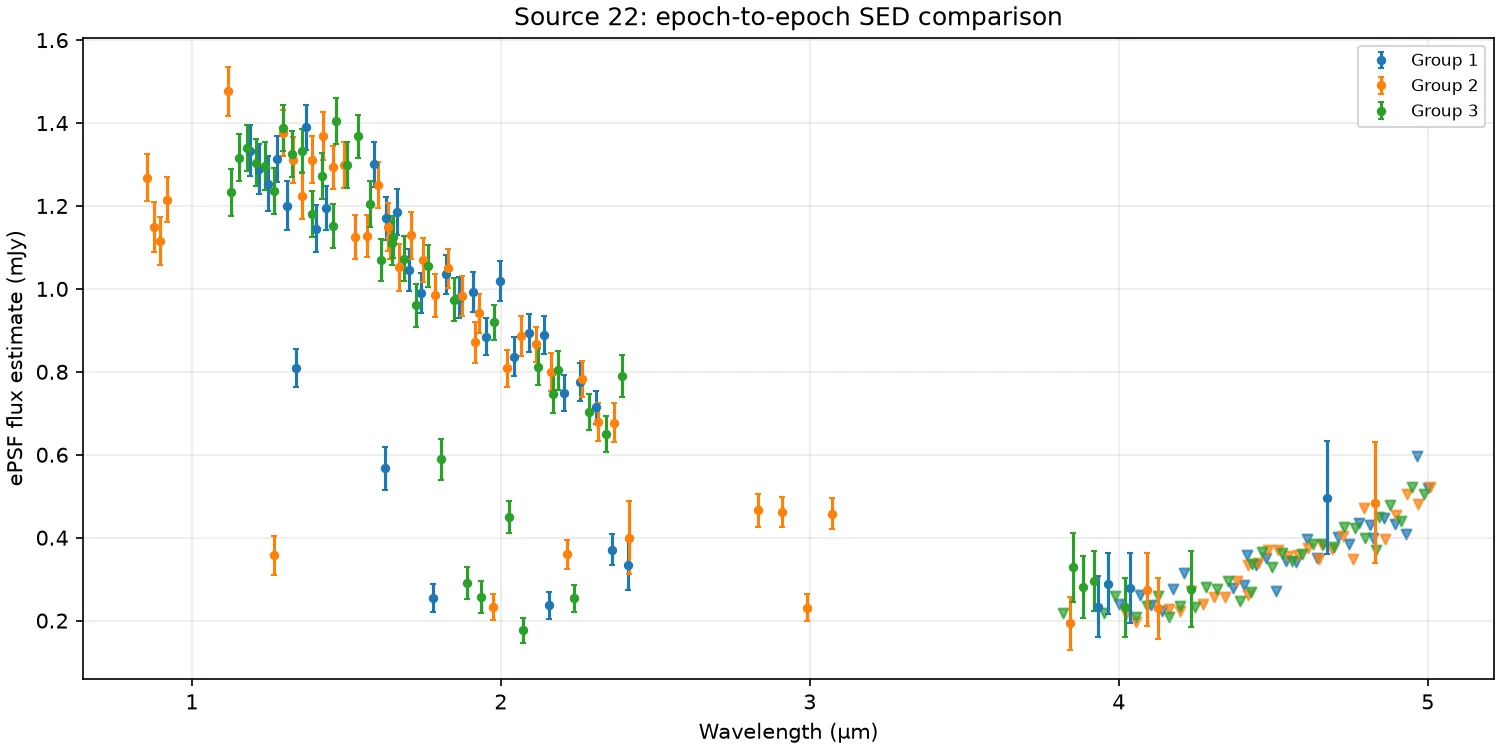 Source 22: epoch-to-epoch SED comparison
1.6
1.4
1.2
1.0
0.8
0.6
0.4
0.2
ePSF flux estimate (mJy)
Group 1
Group 2
Group 3
1 2 3 4 5
Wavelength (µm)